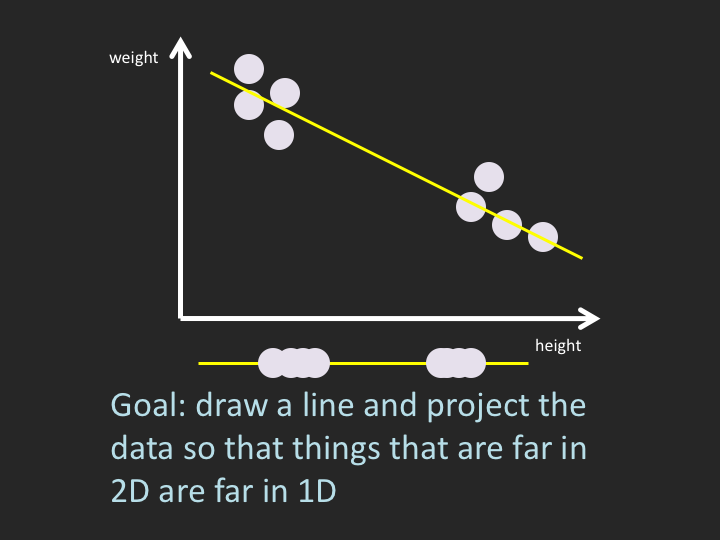 weight
height
Goal: draw a line and project the
data so that things that are far in
2D are far in 1D